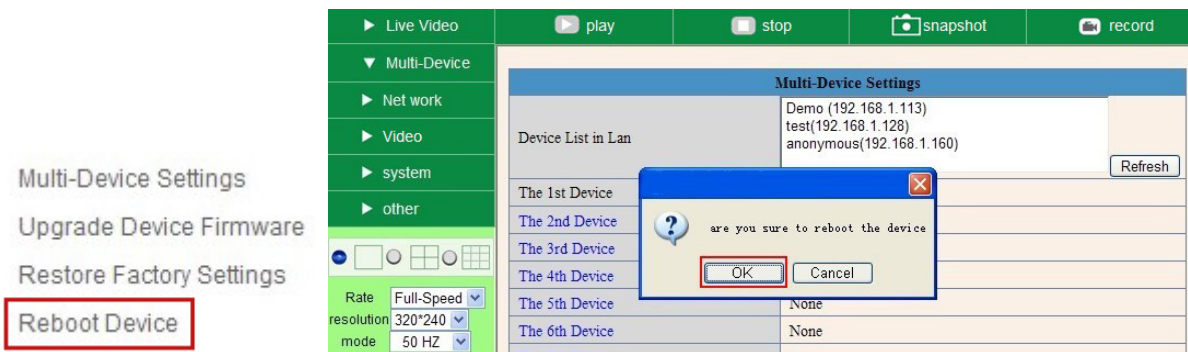 Multi-Device Settings
Upgrade Device Firmware
Restore Factory Settings
Reboot Device
Live Video
play
stop
snapshot
record
Multi-Device
Net work
Video
system
other
Rate Full-Speed
resolution 320*240
mode 50 HZ
Multi-Device Settings
Device List in Lan
Demo (192.168.1.113)
test(192.168.1.128)
anonymous(192.168.1.160)
Refresh
The 1st Device
The 2nd Device
The 3rd Device
The 4th Device
The 5th Device None
The 6th Device None
are you sure to reboot the device
OK Cancel